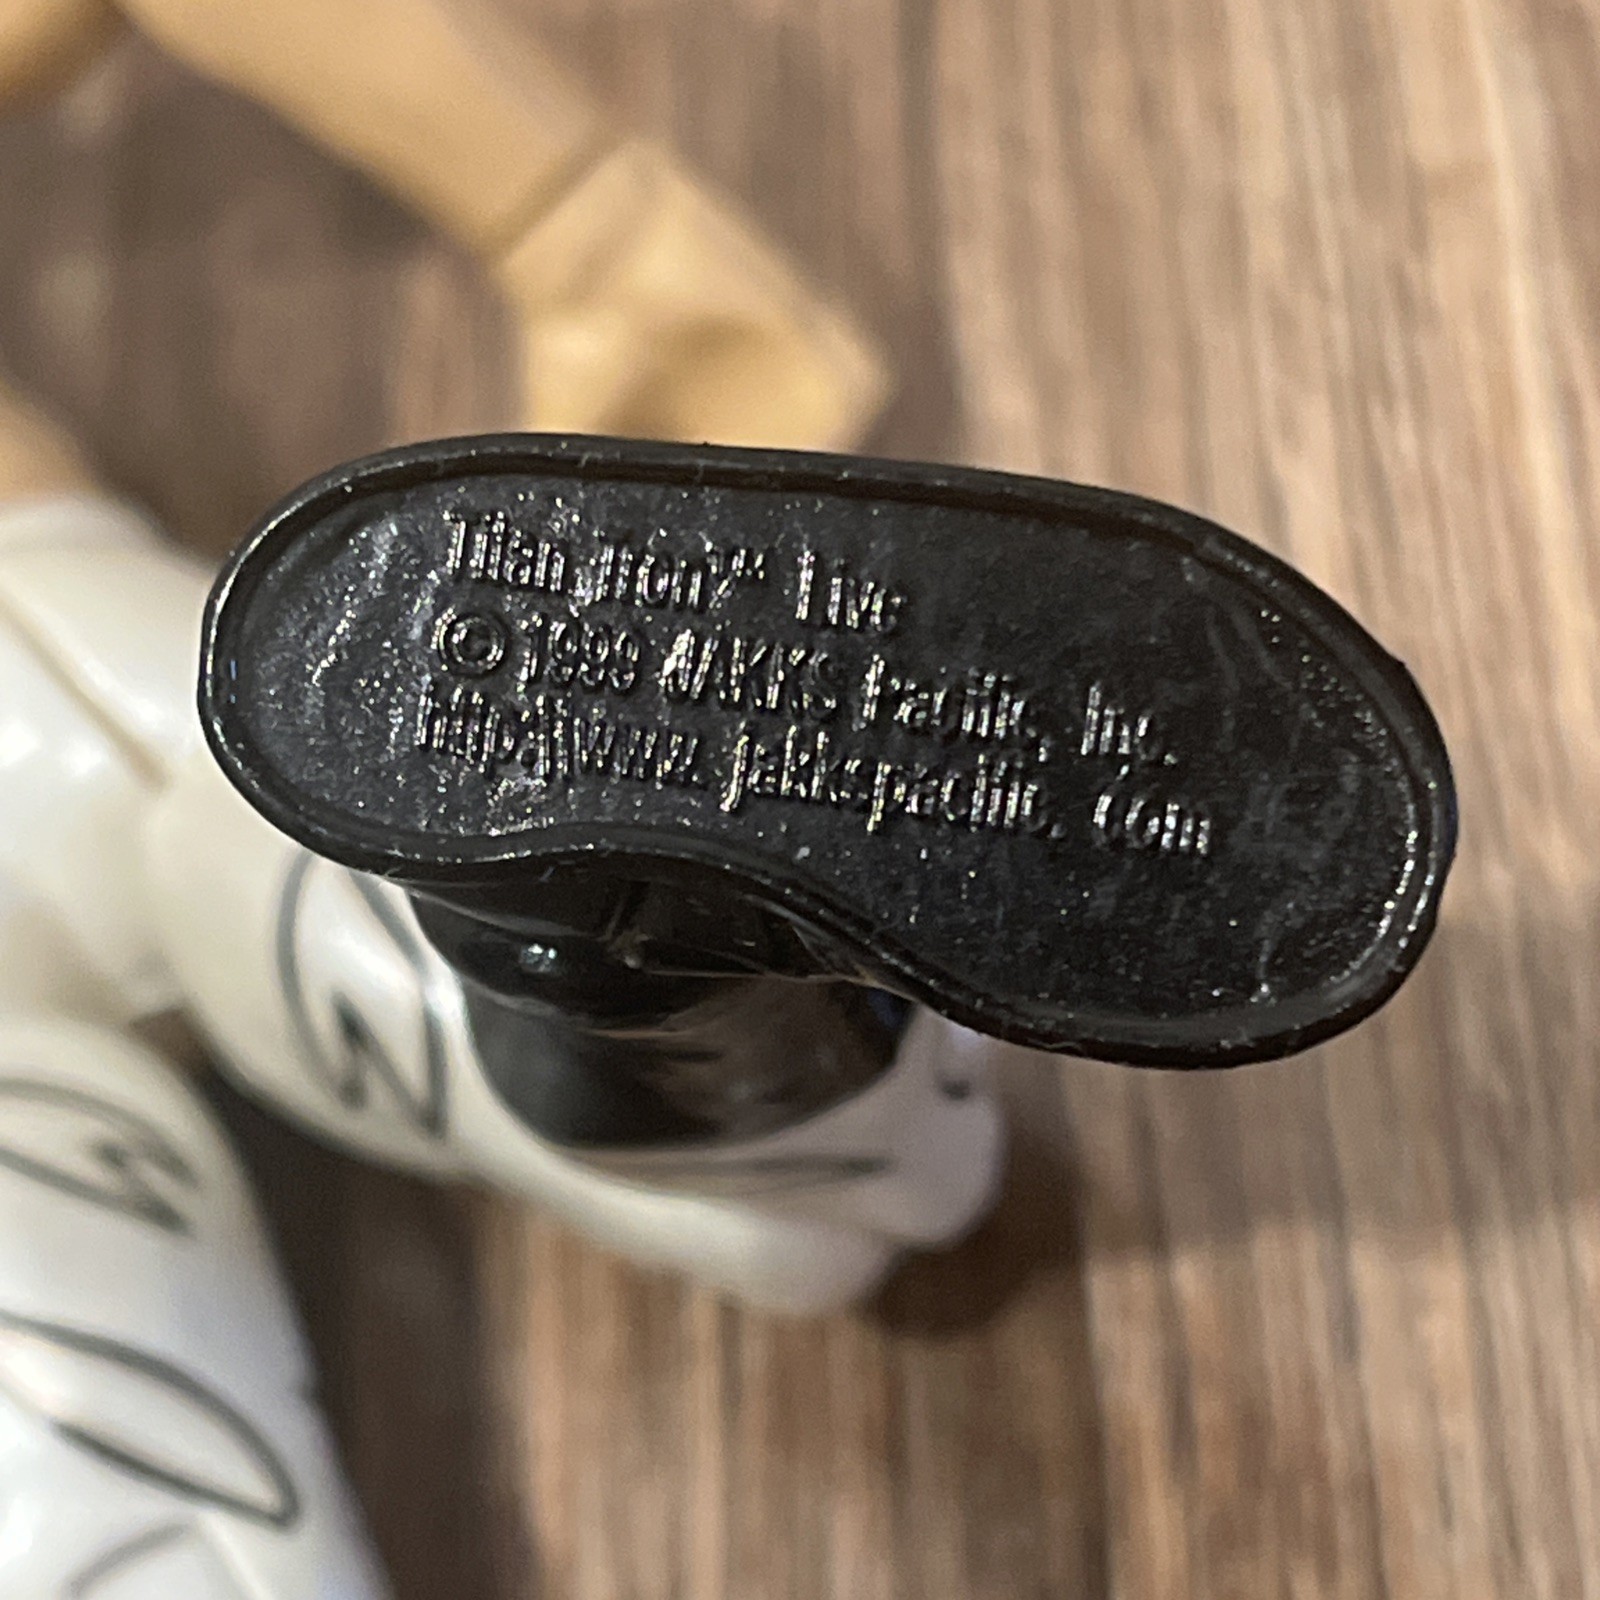 Titan Tron™ Live
© 1999 JAKKS Pacific, Inc.
http://www.jakkspacific.com